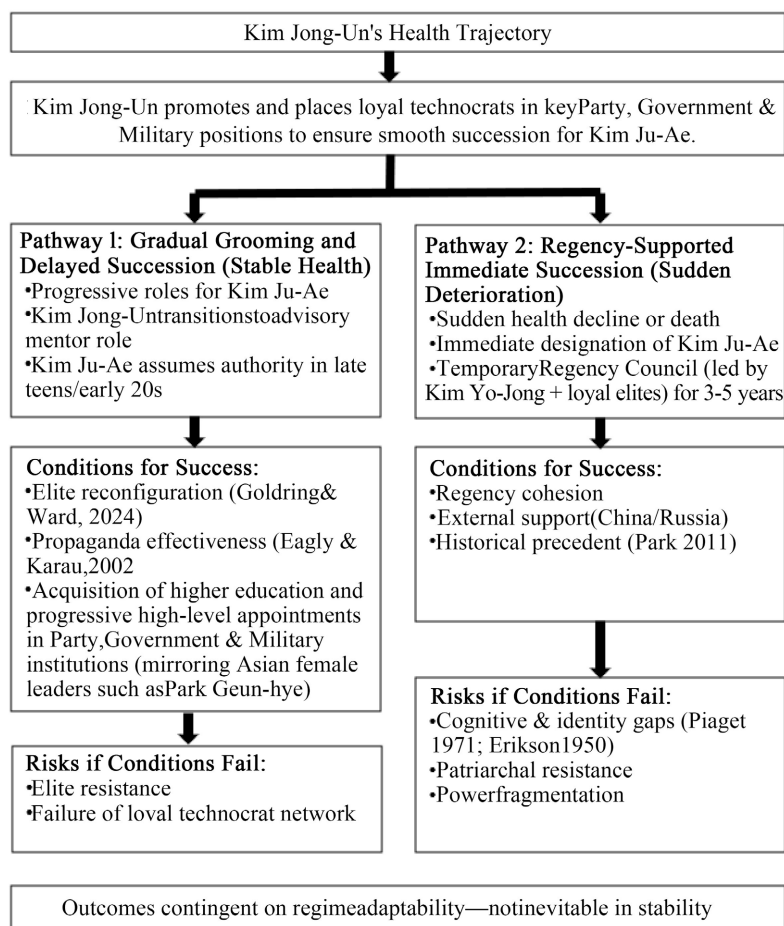 Kim Jong-Un's Health Trajectory
Kim Jong-Un promotes and places loyal technocrats in keyParty, Government &
Military positions to ensure smooth succession for Kim Ju-Ae.
Pathway l: Gradual Grooming and
Delayed Succession (Stable Health)
•Progressive roles for Kim Ju-Ae
•Kim Jong-Untransitionstoadvisory
mentor role
•Kim Ju-Ae assumes authority in late
teens/early 20s
Conditions for Success:
•Elite reconfiguration (Goldring&
Ward, 2024)
•Propaganda effectiveness (Eagly &
Karau,2002
•Acquisition of higher education and
progressive high-level appointments
in Party,Government & Military
institutions (mirroring Asian female
leaders such asPark Geun-hye)
Risks if Conditions Fail:
•Elite resistance
•Failure of loval technocrat network
Pathway 2: Regency-Supported
Immediate Succession (Sudden
Deterioration)
•Sudden health decline or death
•Immediate designation of Kim Ju-Ae
•TemporaryRegency Council (led by
Kim Yo-Jong + loyal elites) for 3-5 years
Conditions for Success:
•Regency cohesion
•External support(China/Russia)
•Historical precedent (Park 2011)
Risks if Conditions Fail:
•Cognitive & identity gaps (Piaget
1971; Erikson1950)
•Patriarchal resistance
•Powerfragmentation
Outcomes contingent on regimeadaptability—notinevitable in stability